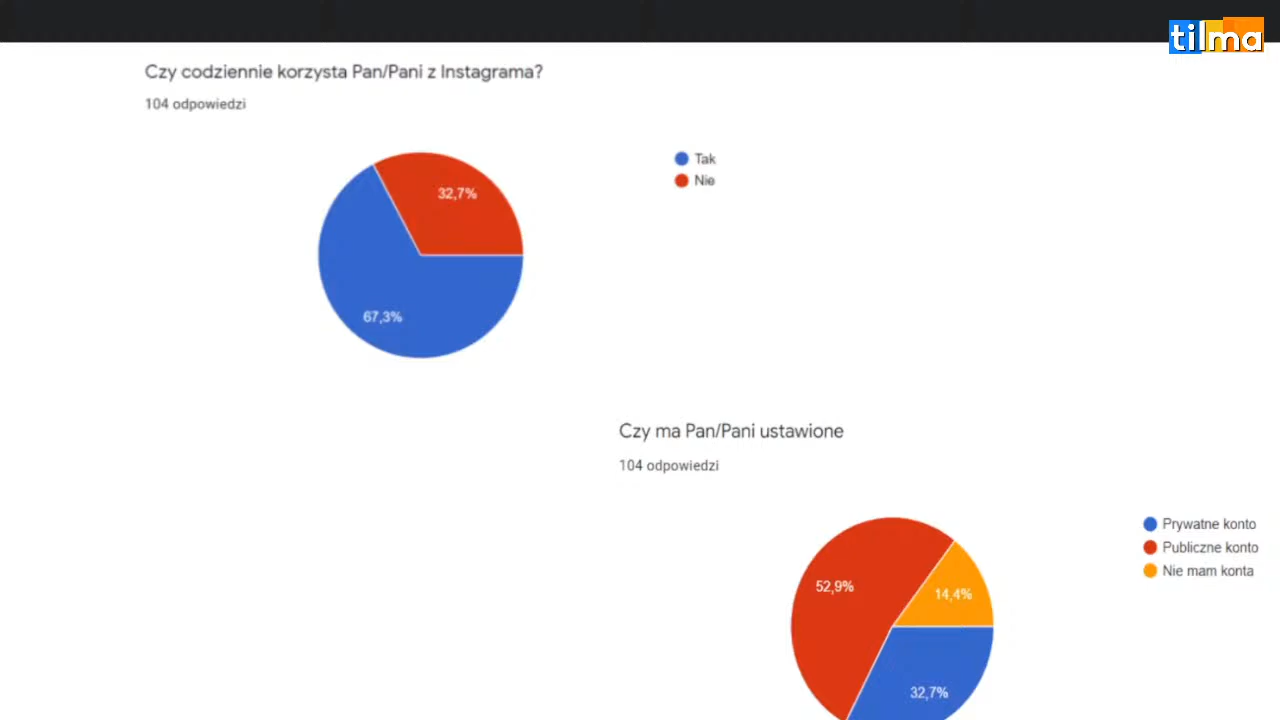 tilma
Czy codziennie korzysta Pan/Pani z Instagrama?
104 odpowiedzi
Tak
Nie
32,7%
67,3%
Czy ma Pan/Pani ustawione
104 odpowiedzi
Prywatne konto
Publiczne konto
Nie mam konta
52,9%
14,4%
32,7%